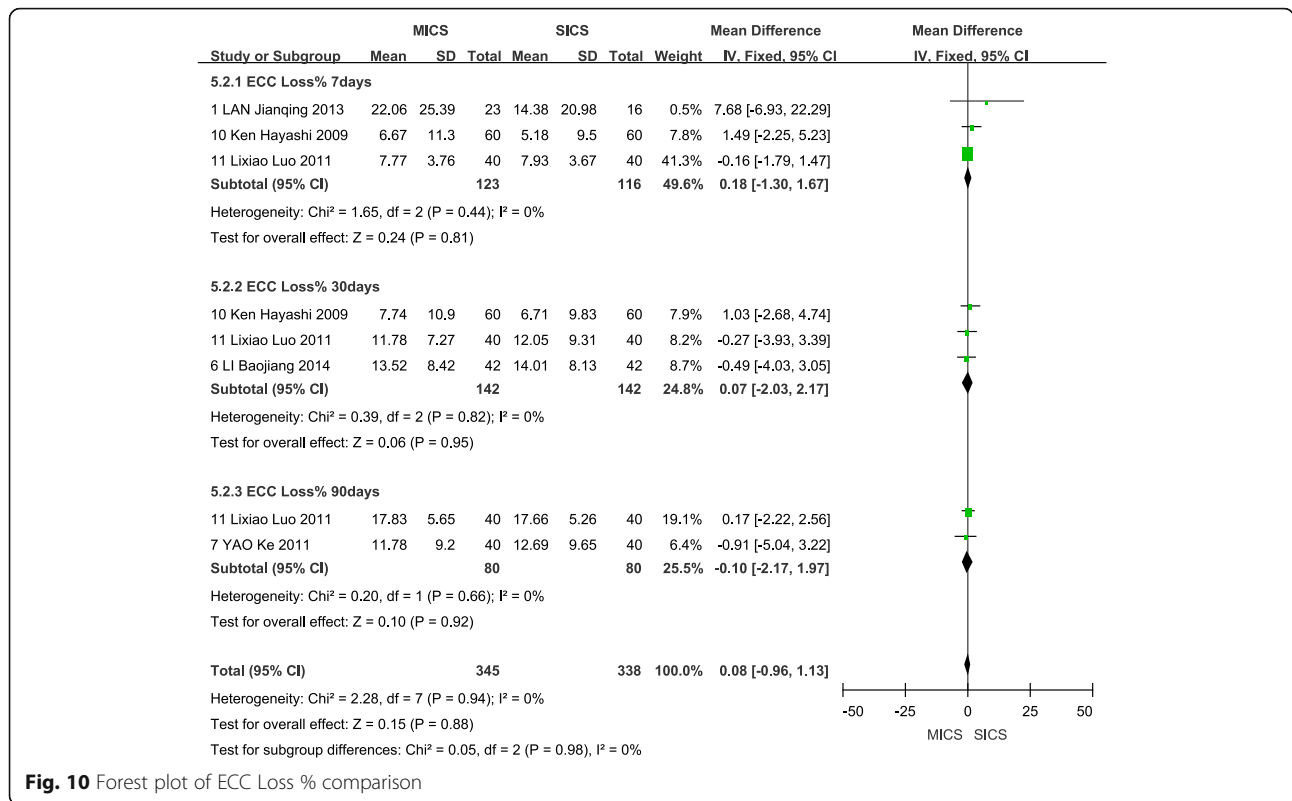 MICS SICS Mean Difference Mean Difference
Study or Subgroup Mean SD Total Mean SD Total Weight IV, Fixed, 95% CI IV, Fixed, 95% CI
5.2.1 ECC Loss% 7days
1 LAN Jianqing 2013 22.06 25.39 23 14.38 20.98 16 0.5% 7.68 [-6.93, 22.29]
10 Ken Hayashi 2009 6.67 11.3 60 5.18 9.5 60 7.8% 1.49 [-2.25, 5.23]
11 Lixiao Luo 2011 7.77 3.76 40 7.93 3.67 40 41.3% -0.16 [-1.79, 1.47]
Subtotal (95% CI) 123 116 49.6% 0.18 [-1.30, 1.67]
Heterogeneity: Chi² = 1.65, df = 2 (P = 0.44); I² = 0%
Test for overall effect: Z = 0.24 (P = 0.81)
5.2.2 ECC Loss% 30days
10 Ken Hayashi 2009 7.74 10.9 60 6.71 9.83 60 7.9% 1.03 [-2.68, 4.74]
11 Lixiao Luo 2011 11.78 7.27 40 12.05 9.31 40 8.2% -0.27 [-3.93, 3.39]
6 LI Baojiang 2014 13.52 8.42 42 14.01 8.13 42 8.7% -0.49 [-4.03, 3.05]
Subtotal (95% CI) 142 142 24.8% 0.07 [-2.03, 2.17]
Heterogeneity: Chi² = 0.39, df = 2 (P = 0.82); I² = 0%
Test for overall effect: Z = 0.06 (P = 0.95)
5.2.3 ECC Loss% 90days
11 Lixiao Luo 2011 17.83 5.65 40 17.66 5.26 40 19.1% 0.17 [-2.22, 2.56]
7 YAO Ke 2011 11.78 9.2 40 12.69 9.65 40 6.4% -0.91 [-5.04, 3.22]
Subtotal (95% CI) 80 80 25.5% -0.10 [-2.17, 1.97]
Heterogeneity: Chi² = 0.20, df = 1 (P = 0.66); I² = 0%
Test for overall effect: Z = 0.10 (P = 0.92)
Total (95% CI) 345 338 100.0% 0.08 [-0.96, 1.13]
Heterogeneity: Chi² = 2.28, df = 7 (P = 0.94); I² = 0%
Test for overall effect: Z = 0.15 (P = 0.88)
Test for subgroup differences: Chi² = 0.05, df = 2 (P = 0.98), I² = 0%
-50 -25 0 25 50
MICS SICS
Fig. 10 Forest plot of ECC Loss % comparison